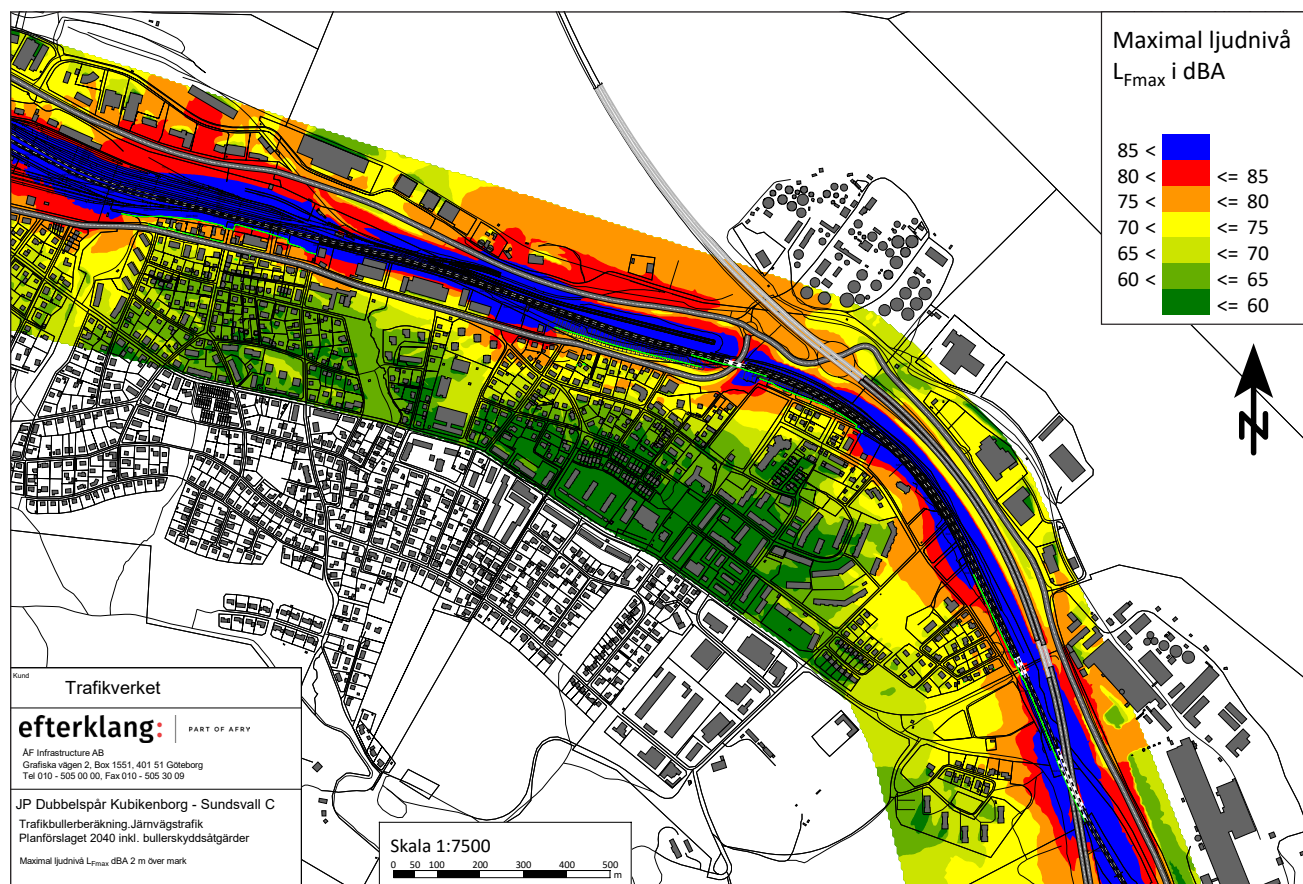 Maximal ljudnivå
LFmax i dBA
85 <
80 < <= 85
75 < <= 80
70 < <= 75
65 < <= 70
60 < <= 65
<= 60
N
Kund
Trafikverket
efterklang: | PART OF AFRY
ÅF Infrastructure AB
Grafiska vägen 2, Box 1551, 401 51 Göteborg
Tel 010 - 505 00 00, Fax 010 - 505 30 09
JP Dubbelspår Kubikenborg - Sundsvall C
Trafikbullerberäkning.Järnvägstrafik
Planförslaget 2040 inkl. bullerskyddsåtgärder
Maximal ljudnivå LFmax dBA 2 m över mark
Skala 1:7500
0 50 100 200 300 400 500
m